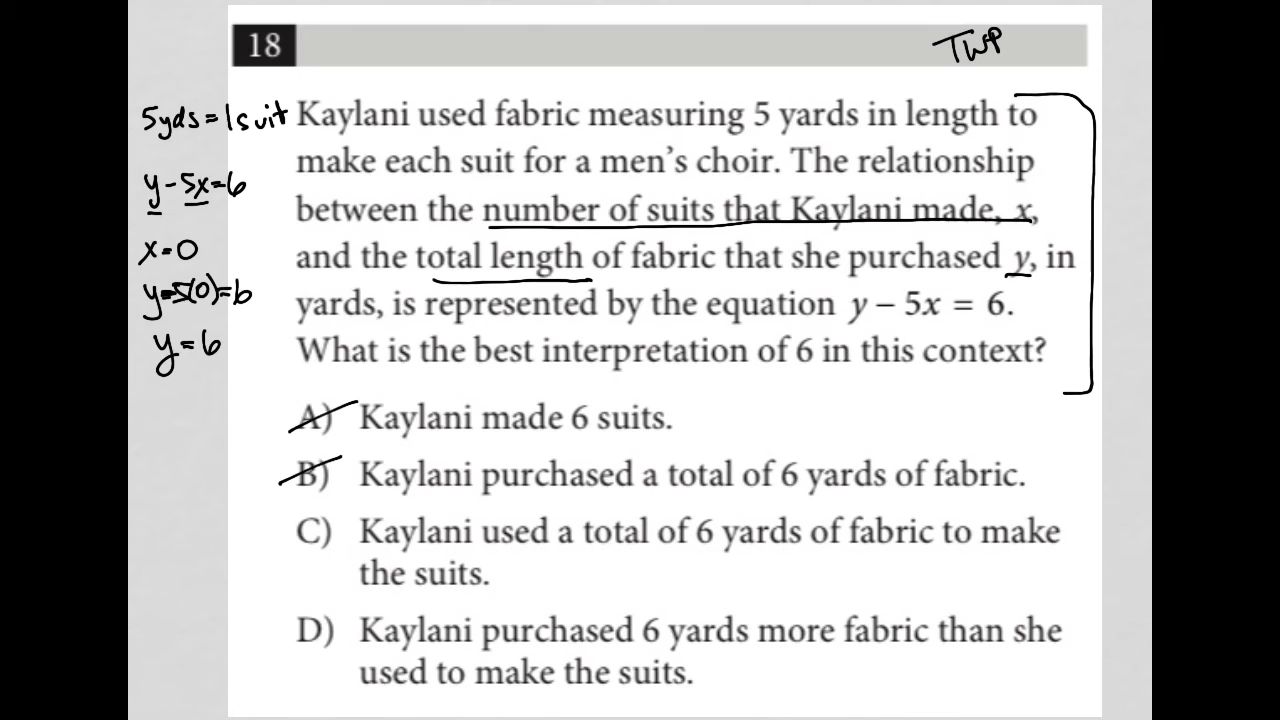 18
TWP
5yds = 1 suit
y - 5x = 6
x = 0
y - 5(0) = 6
y = 6
Kaylani used fabric measuring 5 yards in length to
make each suit for a men’s choir. The relationship
between the number of suits that Kaylani made, x,
and the total length of fabric that she purchased y, in
yards, is represented by the equation y − 5x = 6.
What is the best interpretation of 6 in this context?
A) Kaylani made 6 suits.
B) Kaylani purchased a total of 6 yards of fabric.
C) Kaylani used a total of 6 yards of fabric to make
the suits.
D) Kaylani purchased 6 yards more fabric than she
used to make the suits.